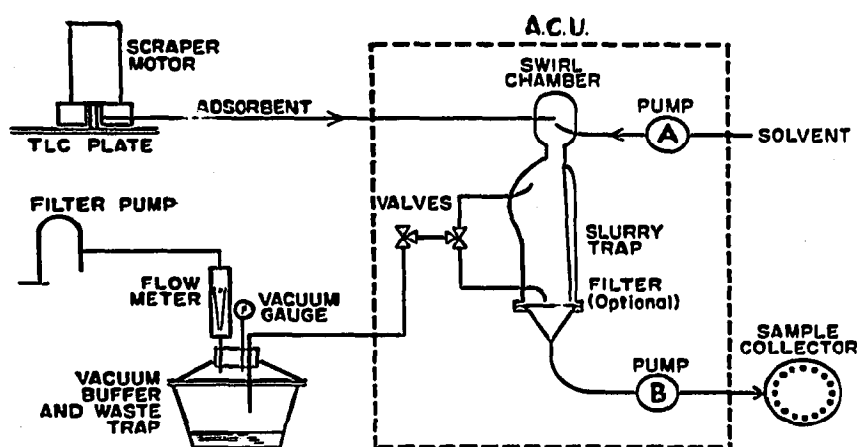 A.C.U.
SCRAPER
MOTOR
SWIRL
CHAMBER
ADSORBENT
PUMP
A
SOLVENT
TLC PLATE
FILTER PUMP
VALVES
SLURRY
TRAP
FLOW
METER
VACUUM
GAUGE
FILTER
(Optional)
SAMPLE
COLLECTOR
PUMP
B
VACUUM
BUFFER
AND WASTE
TRAP